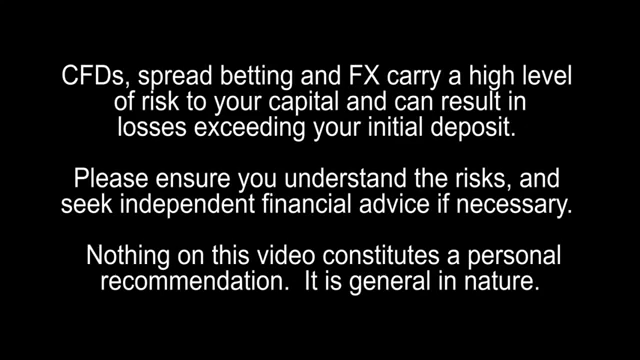 CFDs, spread betting and FX carry a high level
of risk to your capital and can result in
losses exceeding your initial deposit.
Please ensure you understand the risks, and
seek independent financial advice if necessary.
Nothing on this video constitutes a personal
recommendation.  It is general in nature.